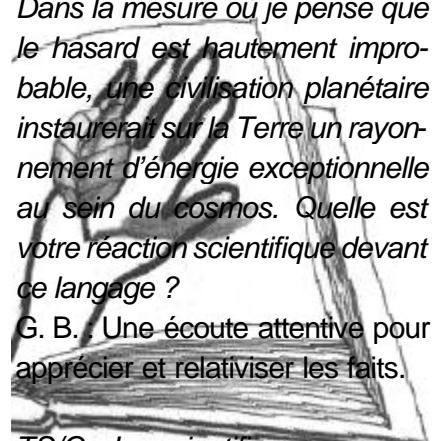 Dans la mesure où je pense que
le hasard est hautement impro-
bable, une civilisation planétaire
instaurerait sur la Terre un rayon-
nement d'énergie exceptionnelle
au sein du cosmos. Quelle est
votre réaction scientifique devant
ce langage ?
G. B. : Une écoute attentive pour
apprécier et relativiser les faits.